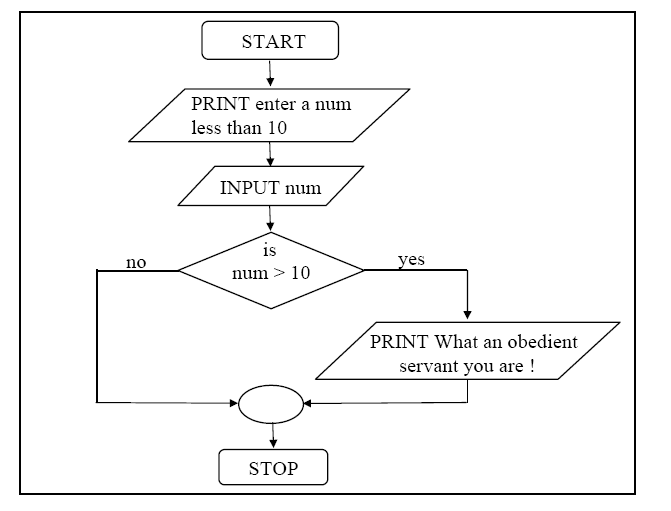 START
PRINT enter a num
less than 10
INPUT num
is
num > 10
no
yes
PRINT What an obedient
servant you are !
STOP